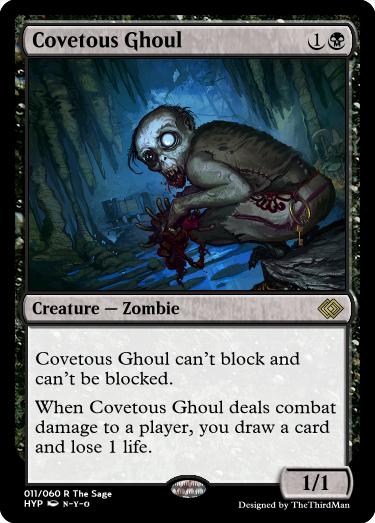 Covetous Ghoul 1
Creature — Zombie
Covetous Ghoul can't block and
can't be blocked.
When Covetous Ghoul deals combat
damage to a player, you draw a card
and lose 1 life.
1/1
011/060 R The Sage
HYP N-Y-O
Designed by TheThirdMan